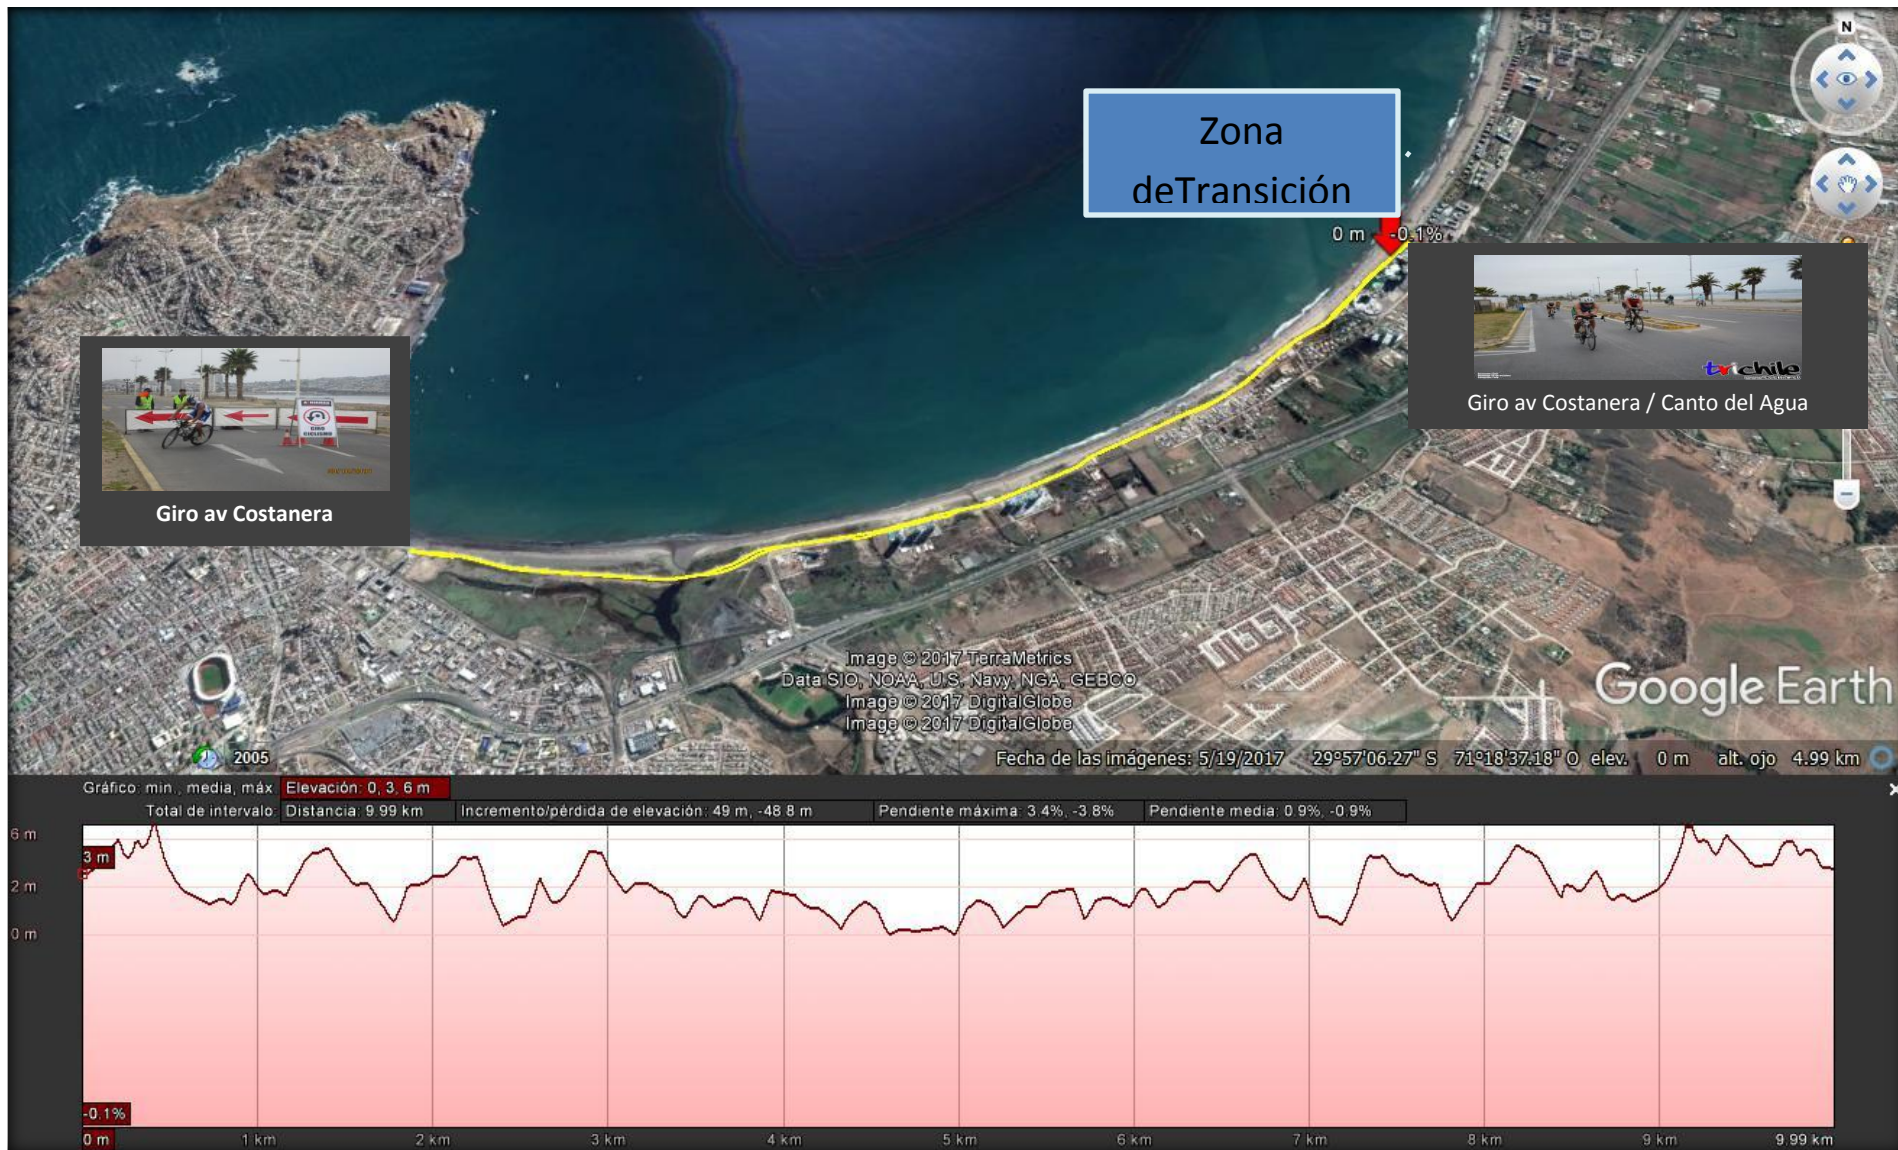 N
Zona
deTransición
0 m -0.1%
trichile
Giro av Costanera / Canto del Agua
GIRO
CICLISMO
Giro av Costanera
Image © 2017 TerraMetrics
Data SIO, NOAA, U.S. Navy, NGA, GEBCO
Image © 2017 DigitalGlobe
Image © 2017 DigitalGlobe
Google Earth
2005
Fecha de las imágenes: 5/19/2017 29°57'06.27" S 71°18'37.18" O elev. 0 m alt. ojo 4.99 km
Gráfico: min., media, máx. Elevación: 0, 3, 6 m
Total de intervalo: Distancia: 9.99 km Incremento/pérdida de elevación: 49 m, -48.8 m Pendiente máxima: 3.4%, -3.8% Pendiente media: 0.9%, -0.9%
6 m
3 m
2 m
0 m
-0.1%
0 m 1 km 2 km 3 km 4 km 5 km 6 km 7 km 8 km 9 km 9.99 km